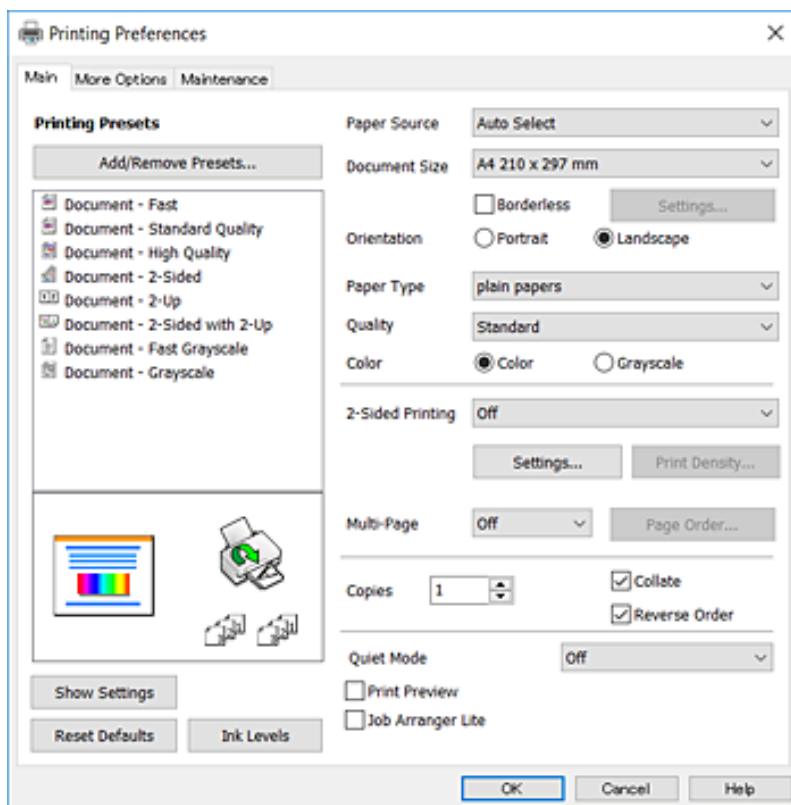 Printing Preferences
Main More Options Maintenance
Printing Presets
Add/Remove Presets...
Document - Fast
Document - Standard Quality
Document - High Quality
Document - 2-Sided
Document - 2-Up
Document - 2-Sided with 2-Up
Document - Fast Grayscale
Document - Grayscale
Show Settings
Reset Defaults Ink Levels
Paper Source Auto Select
Document Size A4 210 x 297 mm
Borderless Settings...
Orientation Portrait Landscape
Paper Type plain papers
Quality Standard
Color Color Grayscale
2-Sided Printing Off
Settings... Print Density...
Multi-Page Off Page Order...
Copies 1 Collate
Reverse Order
Quiet Mode Off
Print Preview
Job Arranger Lite
OK Cancel Help